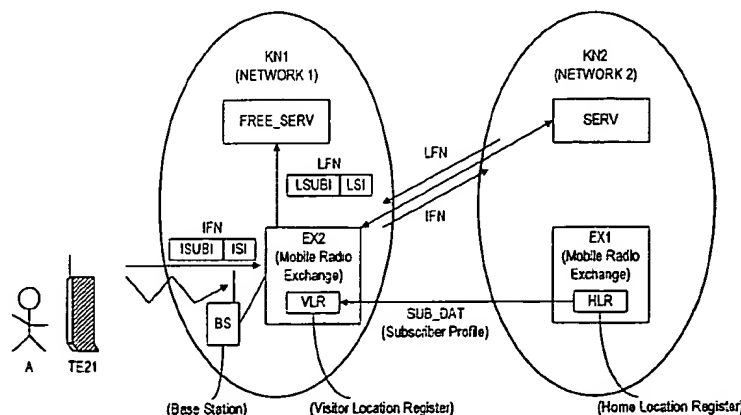 KN1
(NETWORK 1)
KN2
(NETWORK 2)
FREE_SERV
SERV
LFN
LSUBI LSI
LFN
IFN
IFN
ISUBI ISI
EX2
(Mobile Radio
Exchange)
VLR
EX1
(Mobile Radio
Exchange)
HLR
SUB_DAT
(Subscriber Profile)
BS
A
TE21
(Base Station)
(Visitor Location Register)
(Home Location Register)